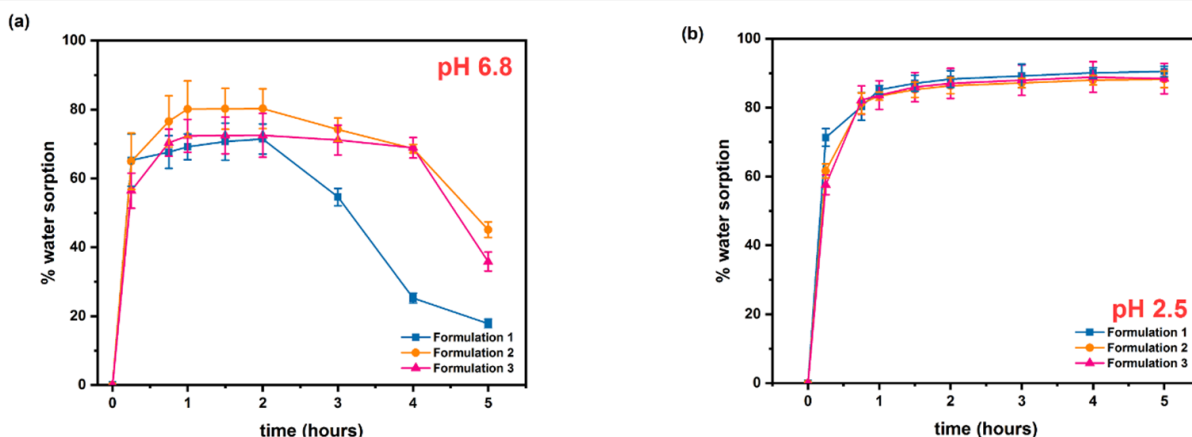 (a)
100
80
60
40
20
0
% water sorption
pH 6.8
Formulation 1
Formulation 2
Formulation 3
0 1 2 3 4 5
time (hours)
(b)
100
80
60
40
20
0
% water sorption
pH 2.5
Formulation 1
Formulation 2
Formulation 3
0 1 2 3 4 5
time (hours)